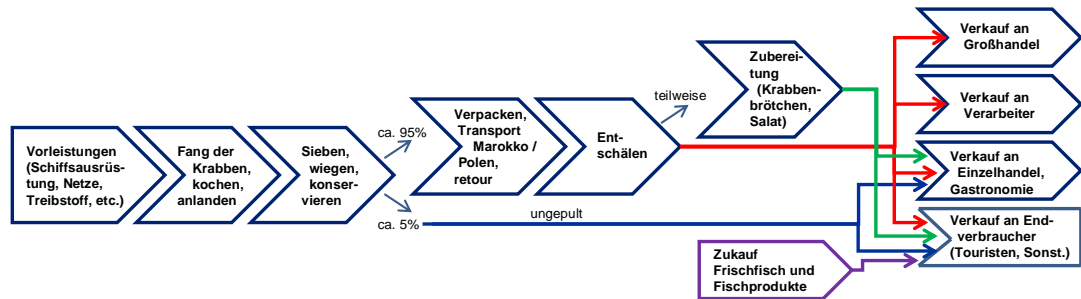 Vorleistungen
(Schiffsausrüs-
tung, Netze,
Treibstoff, etc.)
Fang der
Krabben,
kochen,
anlanden
Sieben,
wiegen,
konser-
vieren
ca. 95%
ca. 5%
Verpacken,
Transport
Marokko /
Polen,
retour
Ent-
schälen
teilweise
Zuberei-
tung
(Krabben-
brötchen,
Salat)
ungepult
Zukauf
Frischfisch und
Fischprodukte
Verkauf an
Großhandel
Verkauf an
Verarbeiter
Verkauf an
Einzelhandel,
Gastronomie
Verkauf an End-
verbraucher
(Touristen, Sonst.)